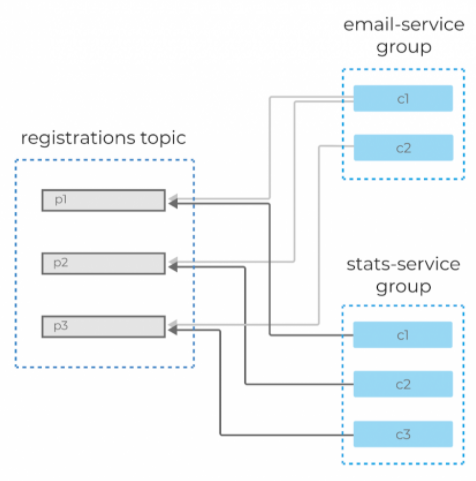 email-service
group
c1
c2
registrations topic
p1
p2
p3
stats-service
group
c1
c2
c3